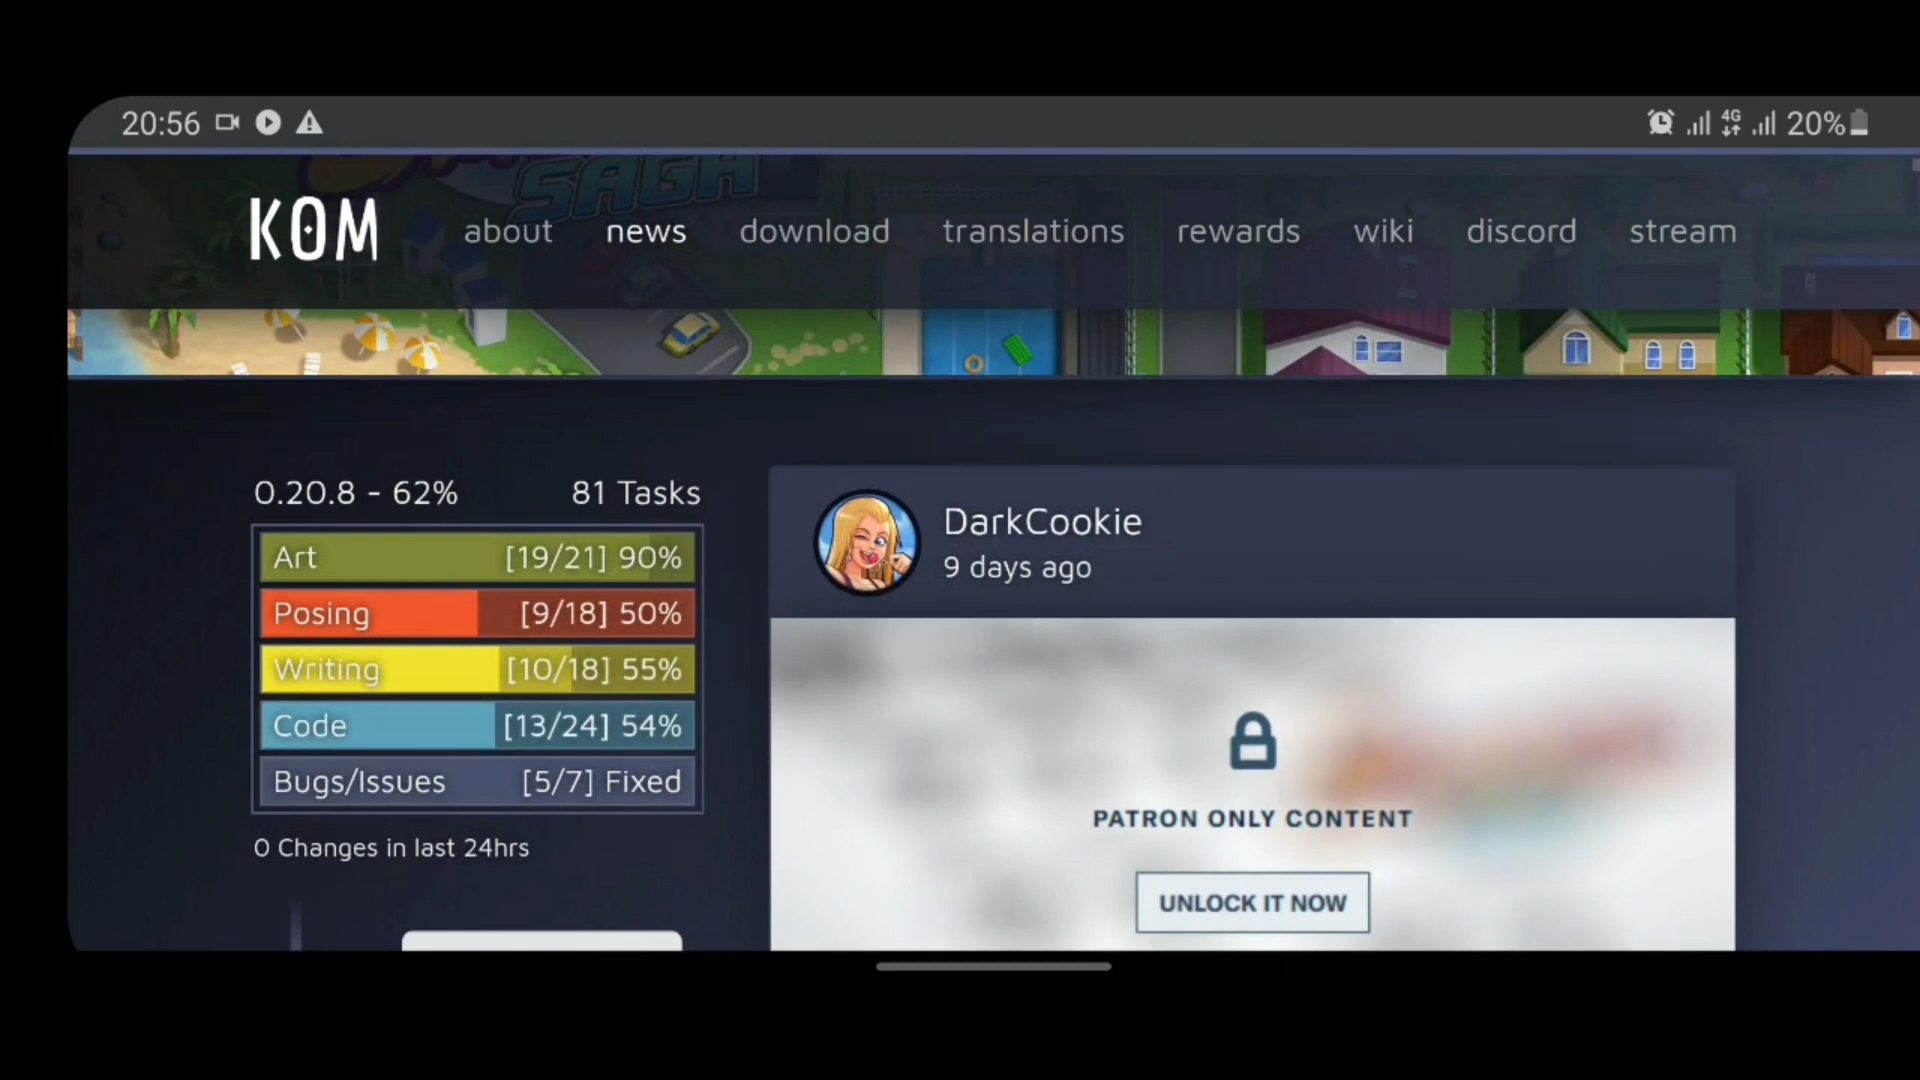 20:56
4G 20%
SAGA
KOM about news download translations rewards wiki discord stream
0.20.8 - 62% 81 Tasks
Art [19/21] 90%
Posing [9/18] 50%
Writing [10/18] 55%
Code [13/24] 54%
Bugs/Issues [5/7] Fixed
0 Changes in last 24hrs
DarkCookie
9 days ago
PATRON ONLY CONTENT
UNLOCK IT NOW